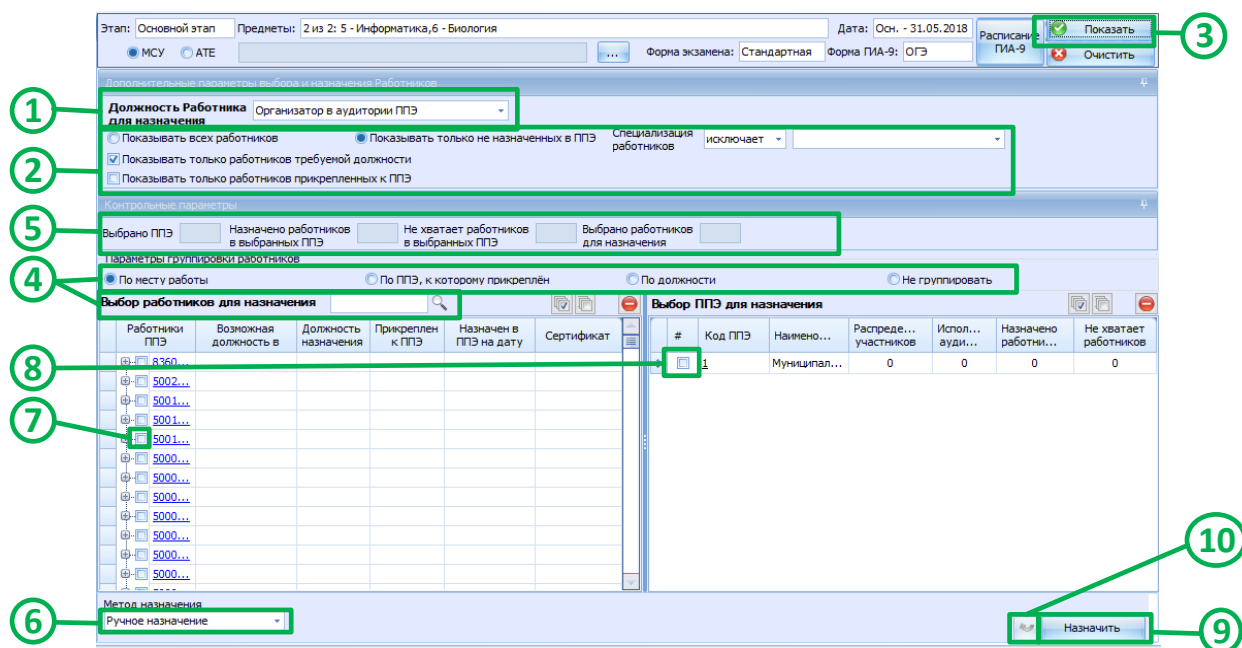 Этап: Основной этап Предметы: 2 из 2: 5 - Информатика,6 - Биология Дата: Осн. - 31.05.2018 Расписание ГИА-9 Показать
МСУ АТЕ ... Форма экзамена: Стандартная Форма ГИА-9: ОГЭ Очистить
3
Дополнительные параметры выбора и назначения Работников
1
Должность Работника для назначения Организатор в аудитории ППЭ
Показывать всех работников Показывать только не назначенных в ППЭ Специализация работников исключает
Показывать только работников требуемой должности
2
Показывать только работников прикрепленных к ППЭ
Контрольные параметры
5
Выбрано ППЭ Назначено работников в выбранных ППЭ Не хватает работников в выбранных ППЭ Выбрано работников для назначения
Параметры группировки работников
4
По месту работы По ППЭ, к которому прикреплён По должности Не группировать
Выбор работников для назначения Выбор ППЭ для назначения
Работники ППЭ Возможная должность в Должность назначения Прикреплен к ППЭ Назначен в ППЭ на дату Сертификат # Код ППЭ Наимено... Распреде... участников Испол... ауди... Назначено работни... Не хватает работников
8360... 1 Муниципал... 0 0 0 0
8
5002...
5001...
5001...
7
5001...
5000...
5000...
5000...
5000...
5000...
5000...
5000...
10
Метод назначения
6
Ручное назначение Назначить
9